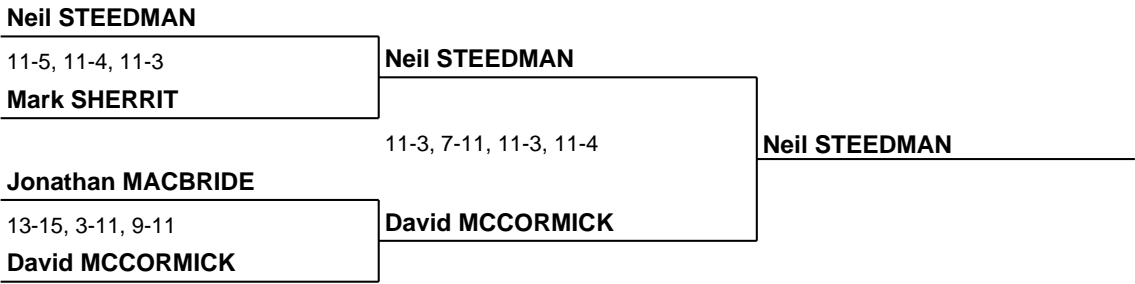 Neil STEEDMAN
11-5, 11-4, 11-3
Neil STEEDMAN
Mark SHERRIT
11-3, 7-11, 11-3, 11-4
Neil STEEDMAN
Jonathan MACBRIDE
13-15, 3-11, 9-11
David MCCORMICK
David MCCORMICK